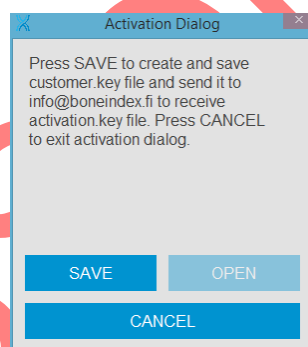 Activation Dialog
Press SAVE to create and save
customer.key file and send it to
info@boneindex.fi to receive
activation.key file. Press CANCEL
to exit activation dialog.
SAVE
OPEN
CANCEL